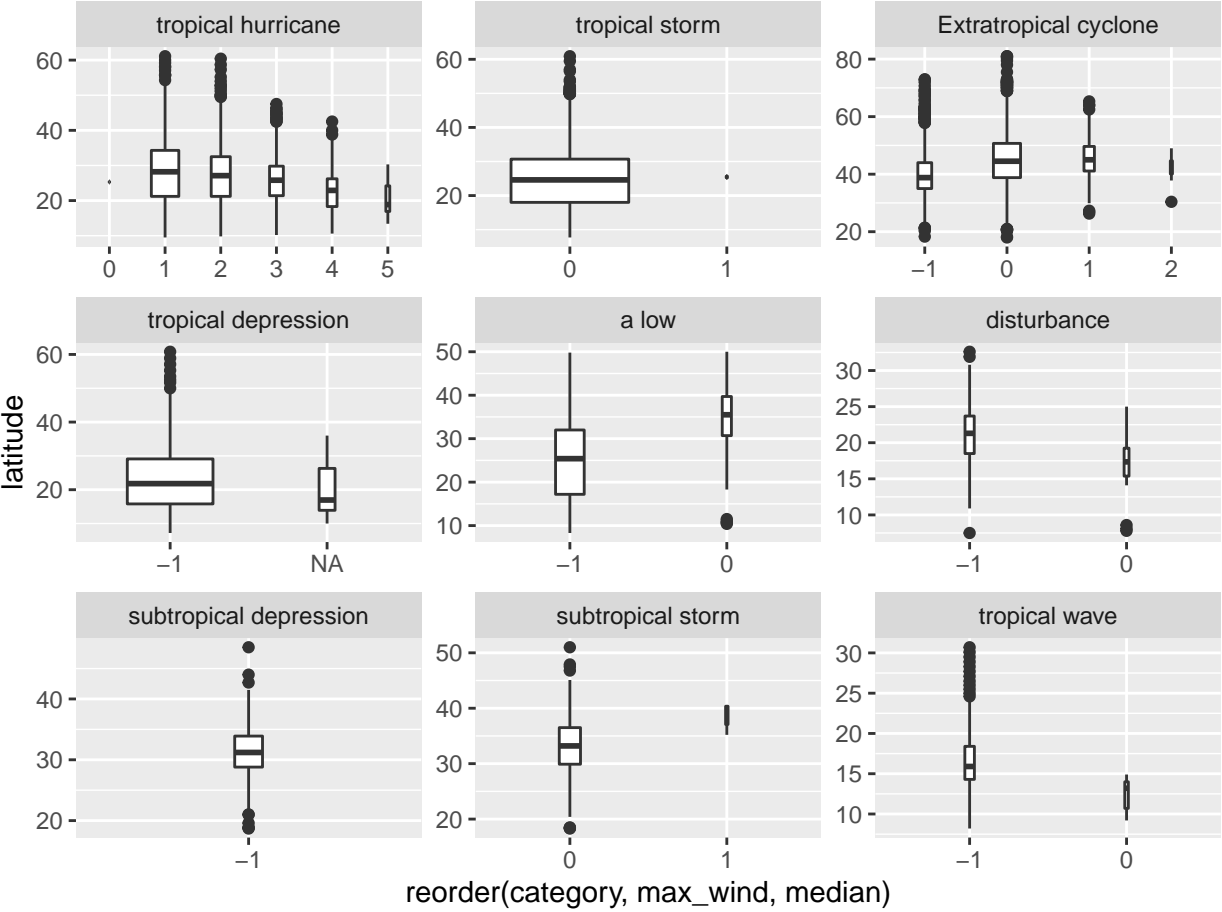 tropical hurricane tropical storm Extratropical cyclone
60 60 80
40 40 60
20 20 40
20
0 1 2 3 4 5 0 1 −1 0 1 2
tropical depression a low disturbance
60 50 30
40 40 25
20 30 20
20 15
10 10
−1 NA −1 0 −1 0
subtropical depression subtropical storm tropical wave
40 50 30
30 40 25
20 30 20
20 15
10
−1 0 1 −1 0
latitude
reorder(category, max_wind, median)